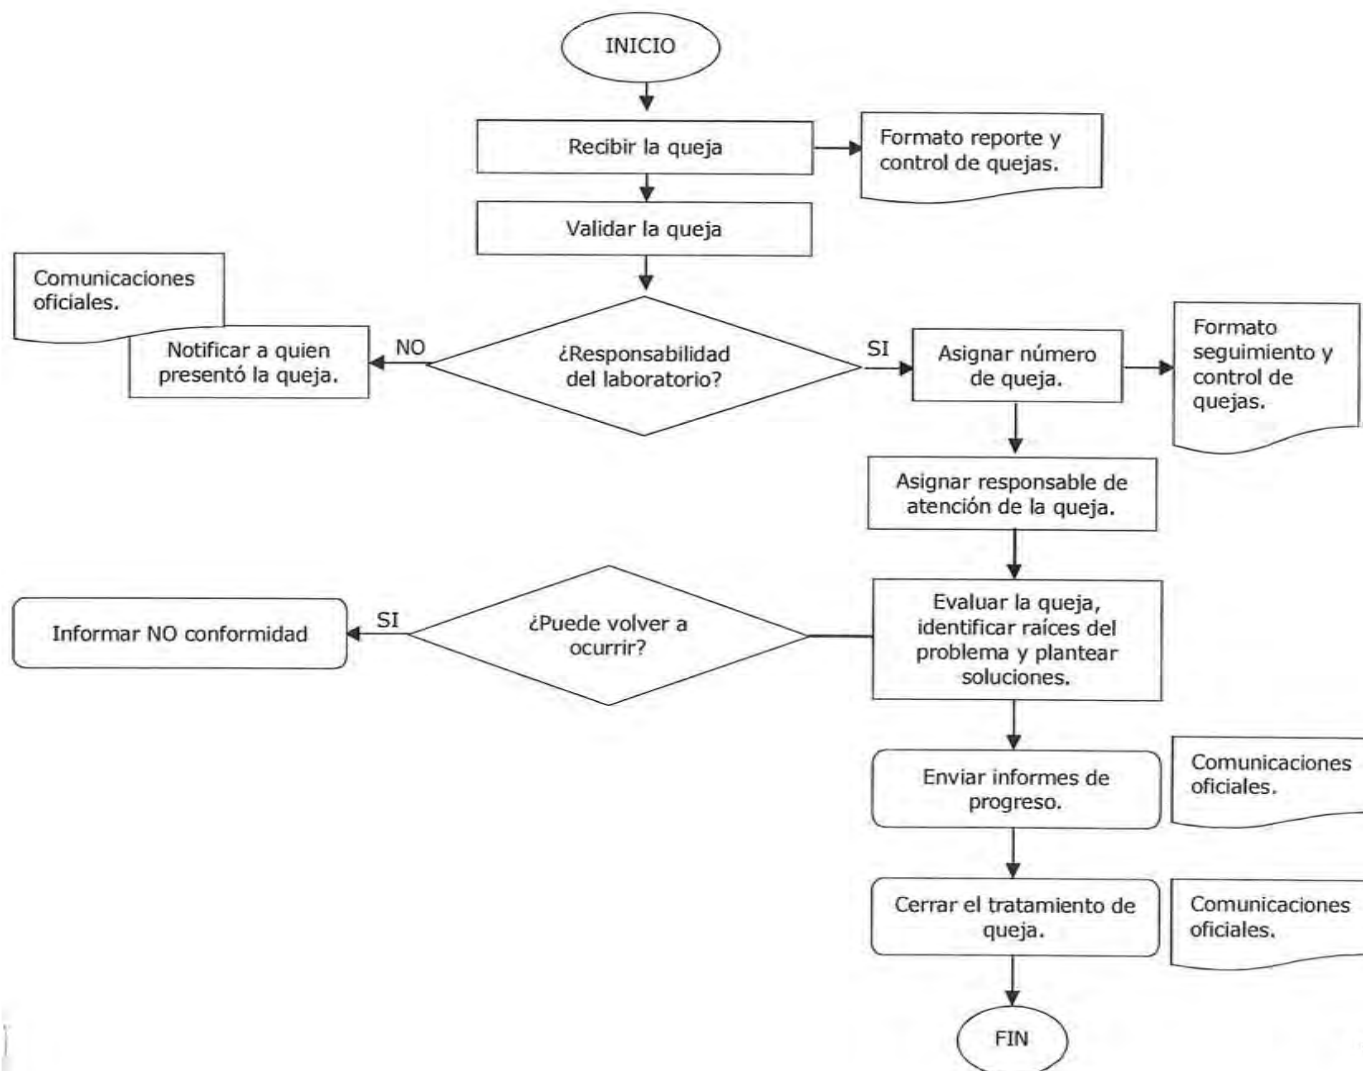 INICIO
Recibir la queja
Formato reporte y
control de quejas.
Validar la queja
Comunicaciones
oficiales.
Notificar a quien
presentó la queja.
NO
¿Responsabilidad
del laboratorio?
SI
Asignar número
de queja.
Formato
seguimiento y
control de
quejas.
Asignar responsable de
atención de la queja.
Informar NO conformidad
SI
¿Puede volver a
ocurrir?
Evaluar la queja,
identificar raíces del
problema y plantear
soluciones.
Enviar informes de
progreso.
Comunicaciones
oficiales.
Cerrar el tratamiento de
queja.
Comunicaciones
oficiales.
FIN